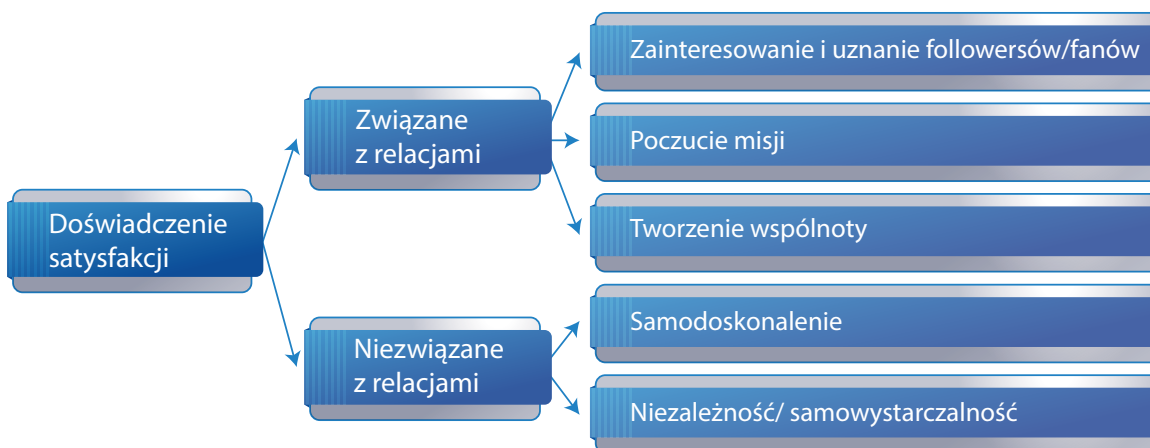 Doświadczenie
satysfakcji
Związane
z relacjami
Zainteresowanie i uznanie followersów/fanów
Poczucie misji
Tworzenie wspólnoty
Niezwiązane
z relacjami
Samodoskonalenie
Niezależność/ samowystarczalność